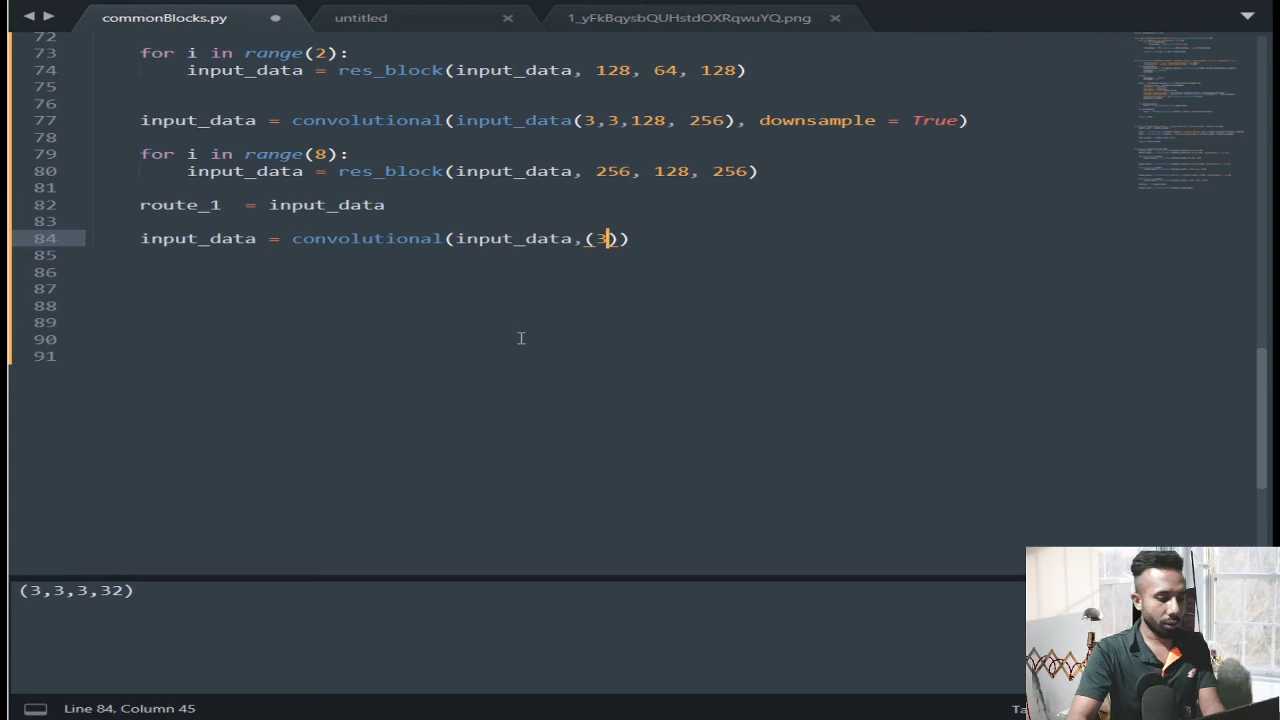 commonBlocks.py
untitled
1_yFkBqysbQUHstdOXRqwuYQ.png
72
73 for i in range(2):
74 input_data = res_block(input_data, 128, 64, 128)
75
76
77 input_data = convolutional(input_data(3,3,128, 256), downsample = True)
78
79 for i in range(8):
80 input_data = res_block(input_data, 256, 128, 256)
81
82 route_1 = input_data
83
84 input_data = convolutional(input_data,(3))
85
86
87
88
89
90
91
(3,3,3,32)
Line 84, Column 45